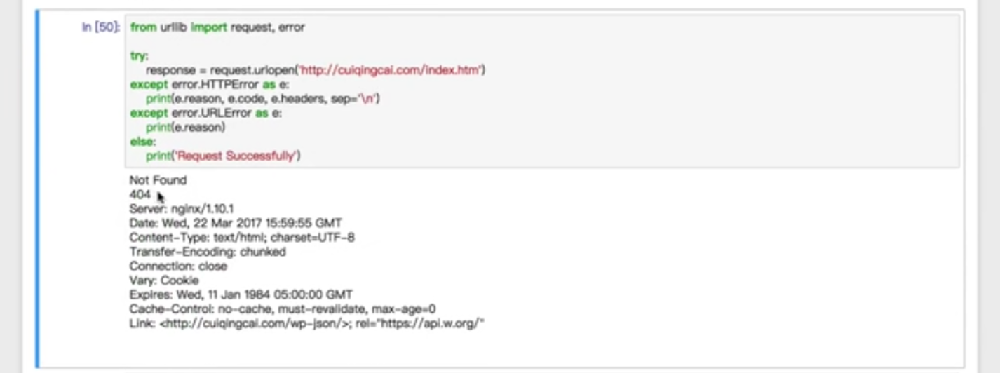 In [50]:
from urllib import request, error
try:
response = request.urlopen('http://cuiqingcai.com/index.htm')
except error.HTTPError as e:
print(e.reason, e.code, e.headers, sep='\n')
except error.URLError as e:
print(e.reason)
else:
print('Request Successfully')
Not Found
404
Server: nginx/1.10.1
Date: Wed, 22 Mar 2017 15:59:55 GMT
Content-Type: text/html; charset=UTF-8
Transfer-Encoding: chunked
Connection: close
Vary: Cookie
Expires: Wed, 11 Jan 1984 05:00:00 GMT
Cache-Control: no-cache, must-revalidate, max-age=0
Link: <http://cuiqingcai.com/wp-json/>; rel="https://api.w.org/"